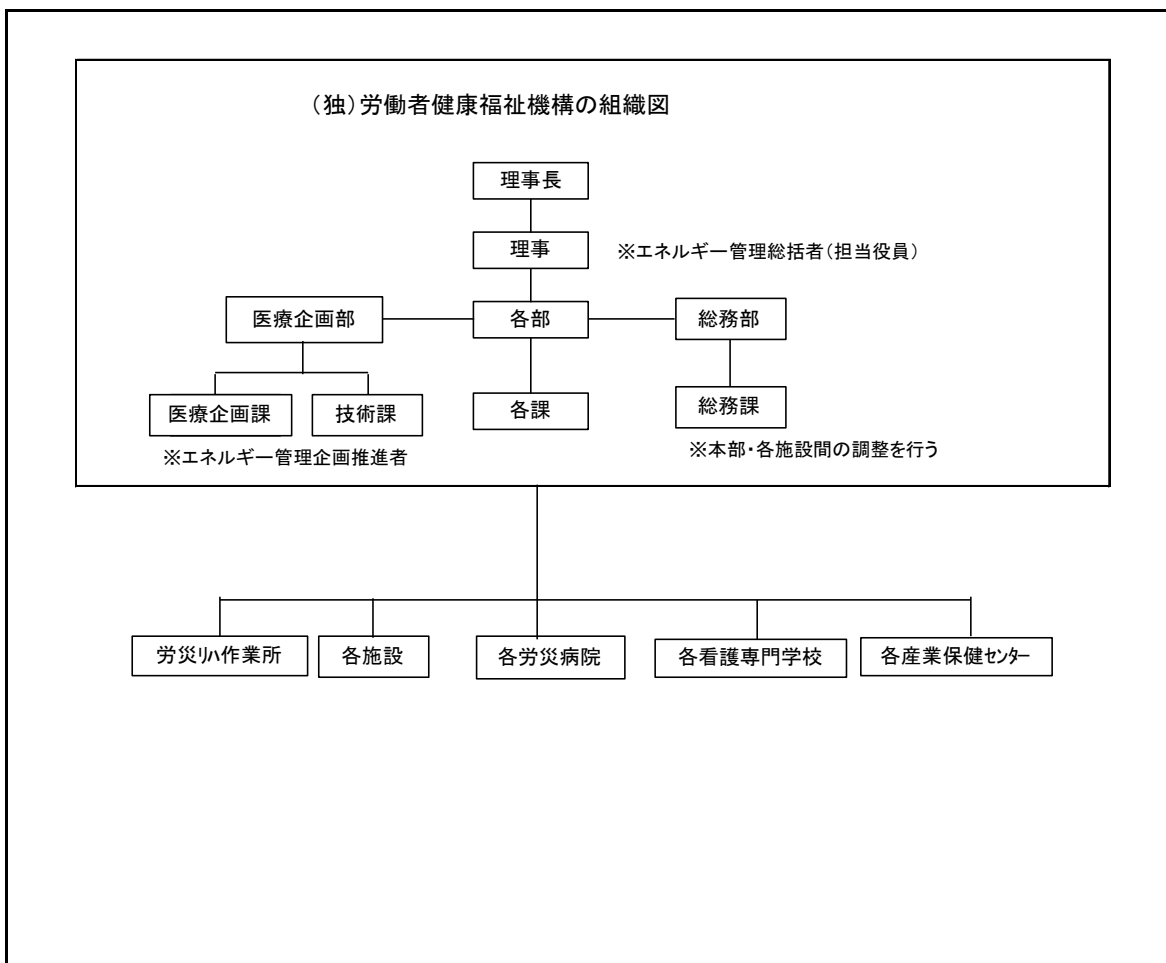 （独）労働者健康福祉機構の組織図
理事長
理事
※エネルギー管理総括者（担当役員）
医療企画部
各部
総務部
医療企画課
技術課
各課
総務課
※エネルギー管理企画推進者
※本部・各施設間の調整を行う
労災ﾘﾊ作業所
各施設
各労災病院
各看護専門学校
各産業保健ｾﾝﾀｰ